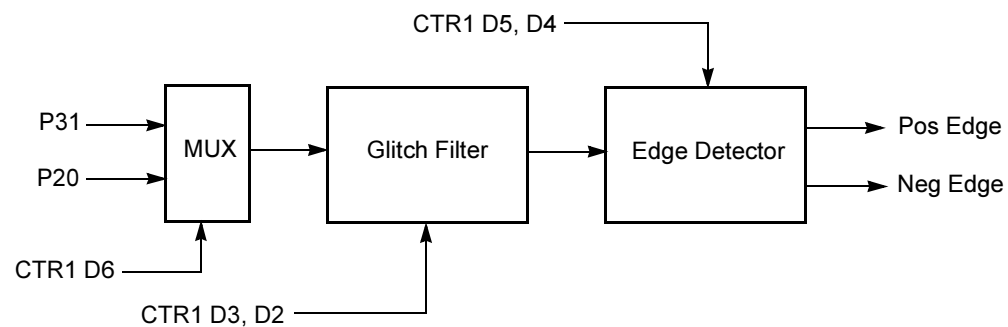 CTR1 D5, D4
P31
P20
MUX
Glitch Filter
Edge Detector
Pos Edge
Neg Edge
CTR1 D6
CTR1 D3, D2